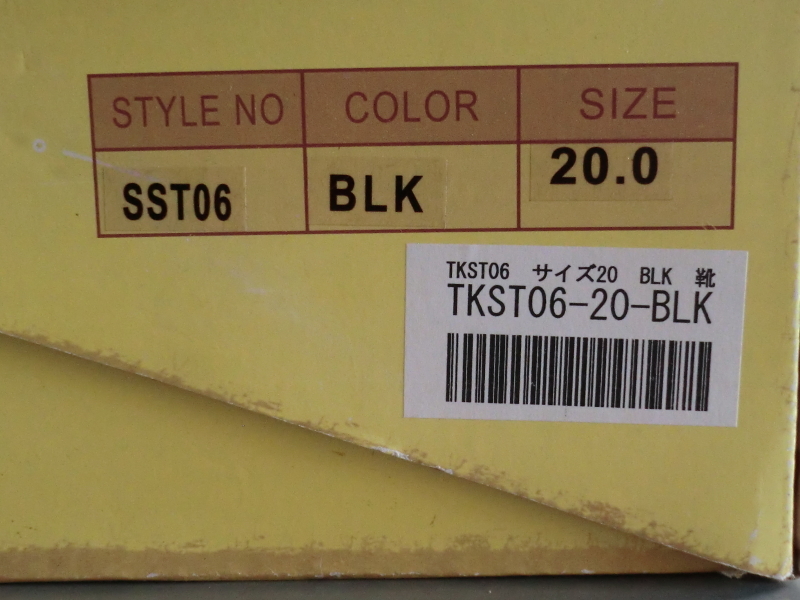 STYLE NO COLOR SIZE
SST06 BLK 20.0
TKST06 サイズ20 BLK 靴
TKST06-20-BLK